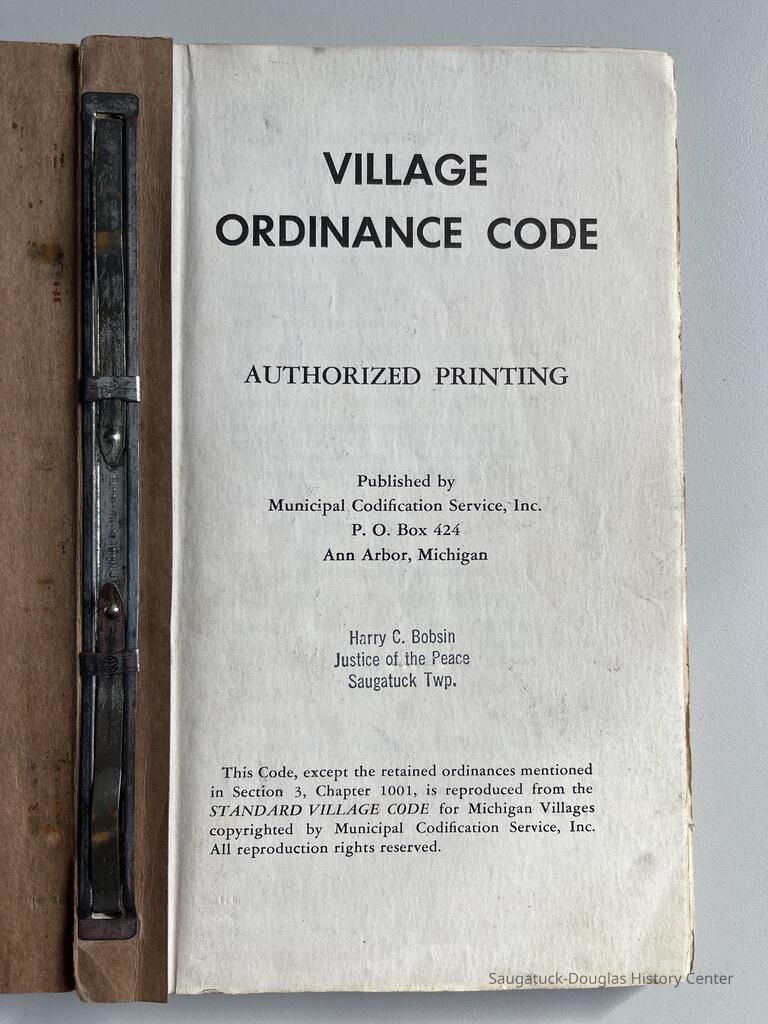 VILLAGE
ORDINANCE CODE
AUTHORIZED PRINTING
Published by
Municipal Codification Service, Inc.
P. O. Box 424
Ann Arbor, Michigan
Harry C. Bobsin
Justice of the Peace
Saugatuck Twp.
This Code, except the retained ordinances mentioned
in Section 3, Chapter 1001, is reproduced from the
STANDARD VILLAGE CODE for Michigan Villages
copyrighted by Municipal Codification Service, Inc.
All reproduction rights reserved.
Saugatuck-Douglas History Center